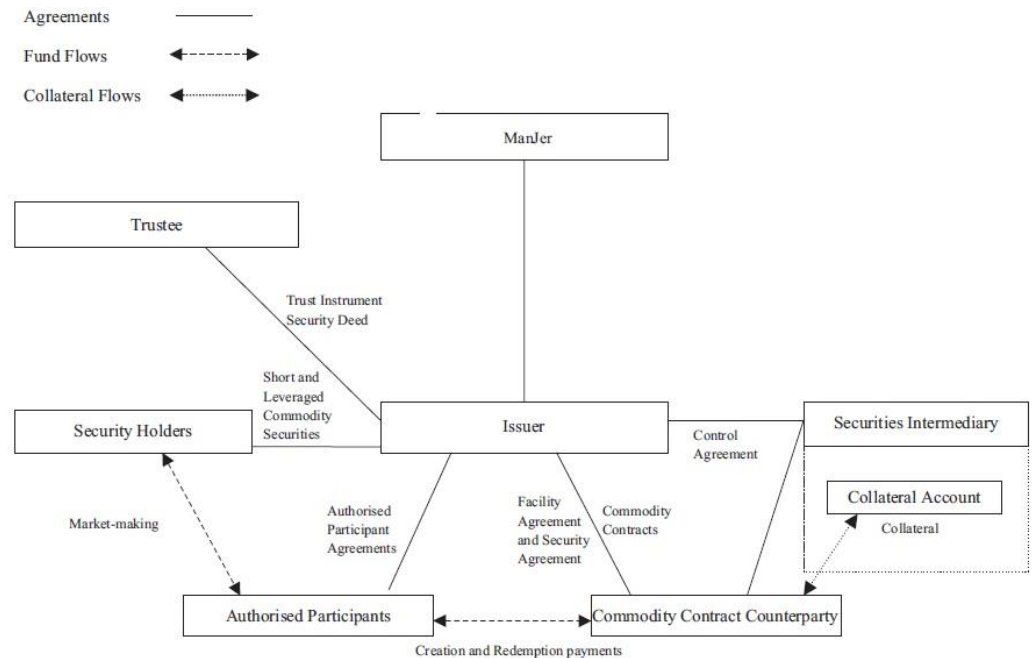 Agreements
Fund Flows
Collateral Flows
ManJer
Trustee
Trust Instrument
Security Deed
Short and
Leveraged
Commodity
Securities
Security Holders
Issuer
Control
Agreement
Securities Intermediary
Collateral Account
Collateral
Market-making
Authorised
Participant
Agreements
Facility
Agreement
and Security
Agreement
Commodity
Contracts
Authorised Participants
Commodity Contract Counterparty
Creation and Redemption payments